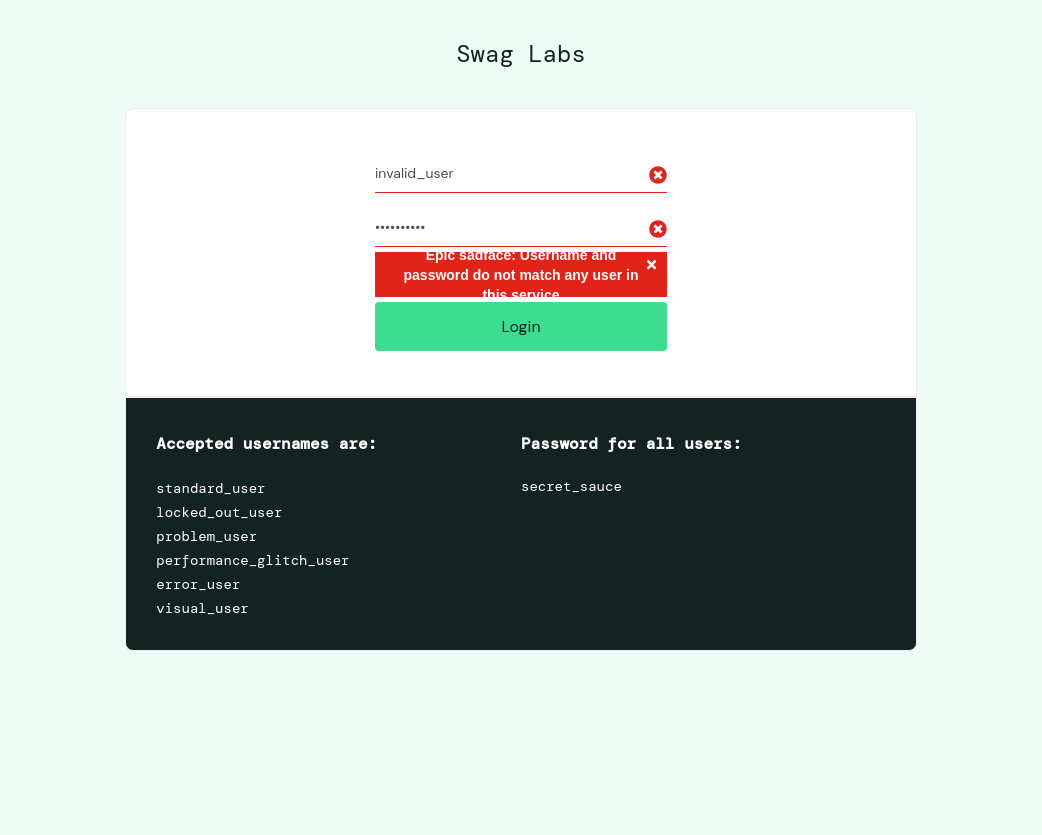 Swag Labs
invalid_user
••••••••••
Epic sadface: Username and
password do not match any user in
this service
Login
Accepted usernames are:
standard_user
locked_out_user
problem_user
performance_glitch_user
error_user
visual_user
Password for all users:
secret_sauce